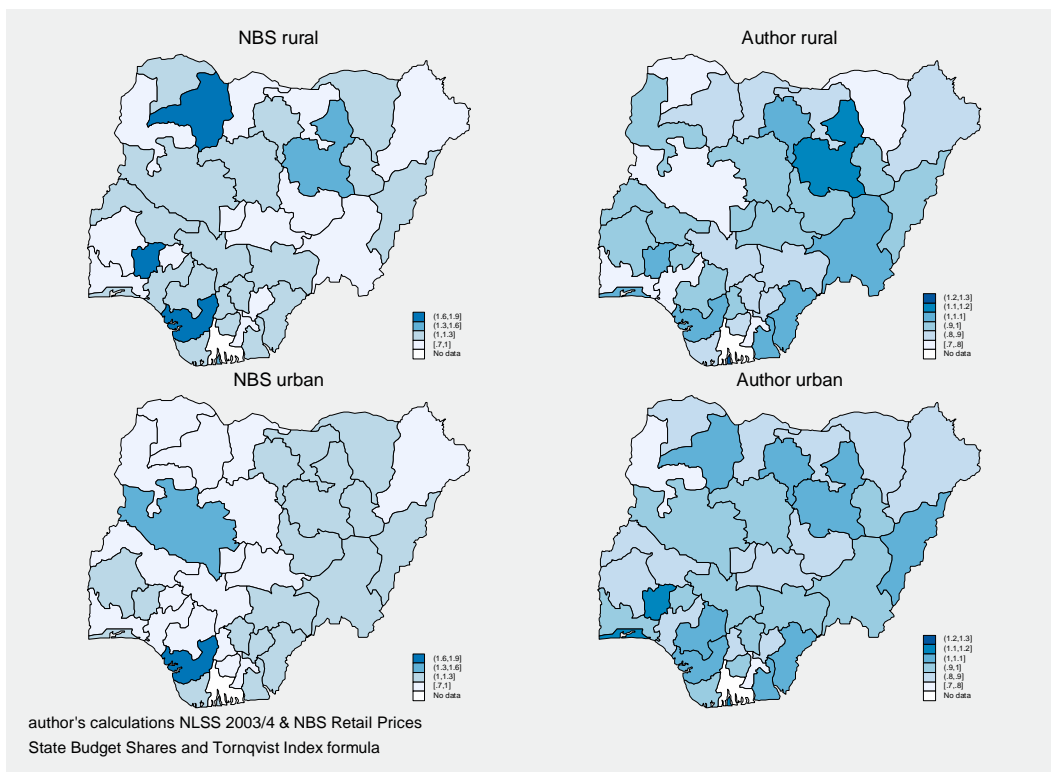 NBS rural
Author rural
(1.6,1.9]
(1.3,1.6]
(1,1.3]
[.7,1]
No data
(1.2,1.3]
(1.1,1.2]
(1,1.1]
(.9,1]
(.8,.9]
[.7,.8]
No data
NBS urban
Author urban
(1.6,1.9]
(1.3,1.6]
(1,1.3]
[.7,1]
No data
(1.2,1.3]
(1.1,1.2]
(1,1.1]
(.9,1]
(.8,.9]
[.7,.8]
No data
author's calculations NLSS 2003/4 & NBS Retail Prices
State Budget Shares and Tornqvist Index formula